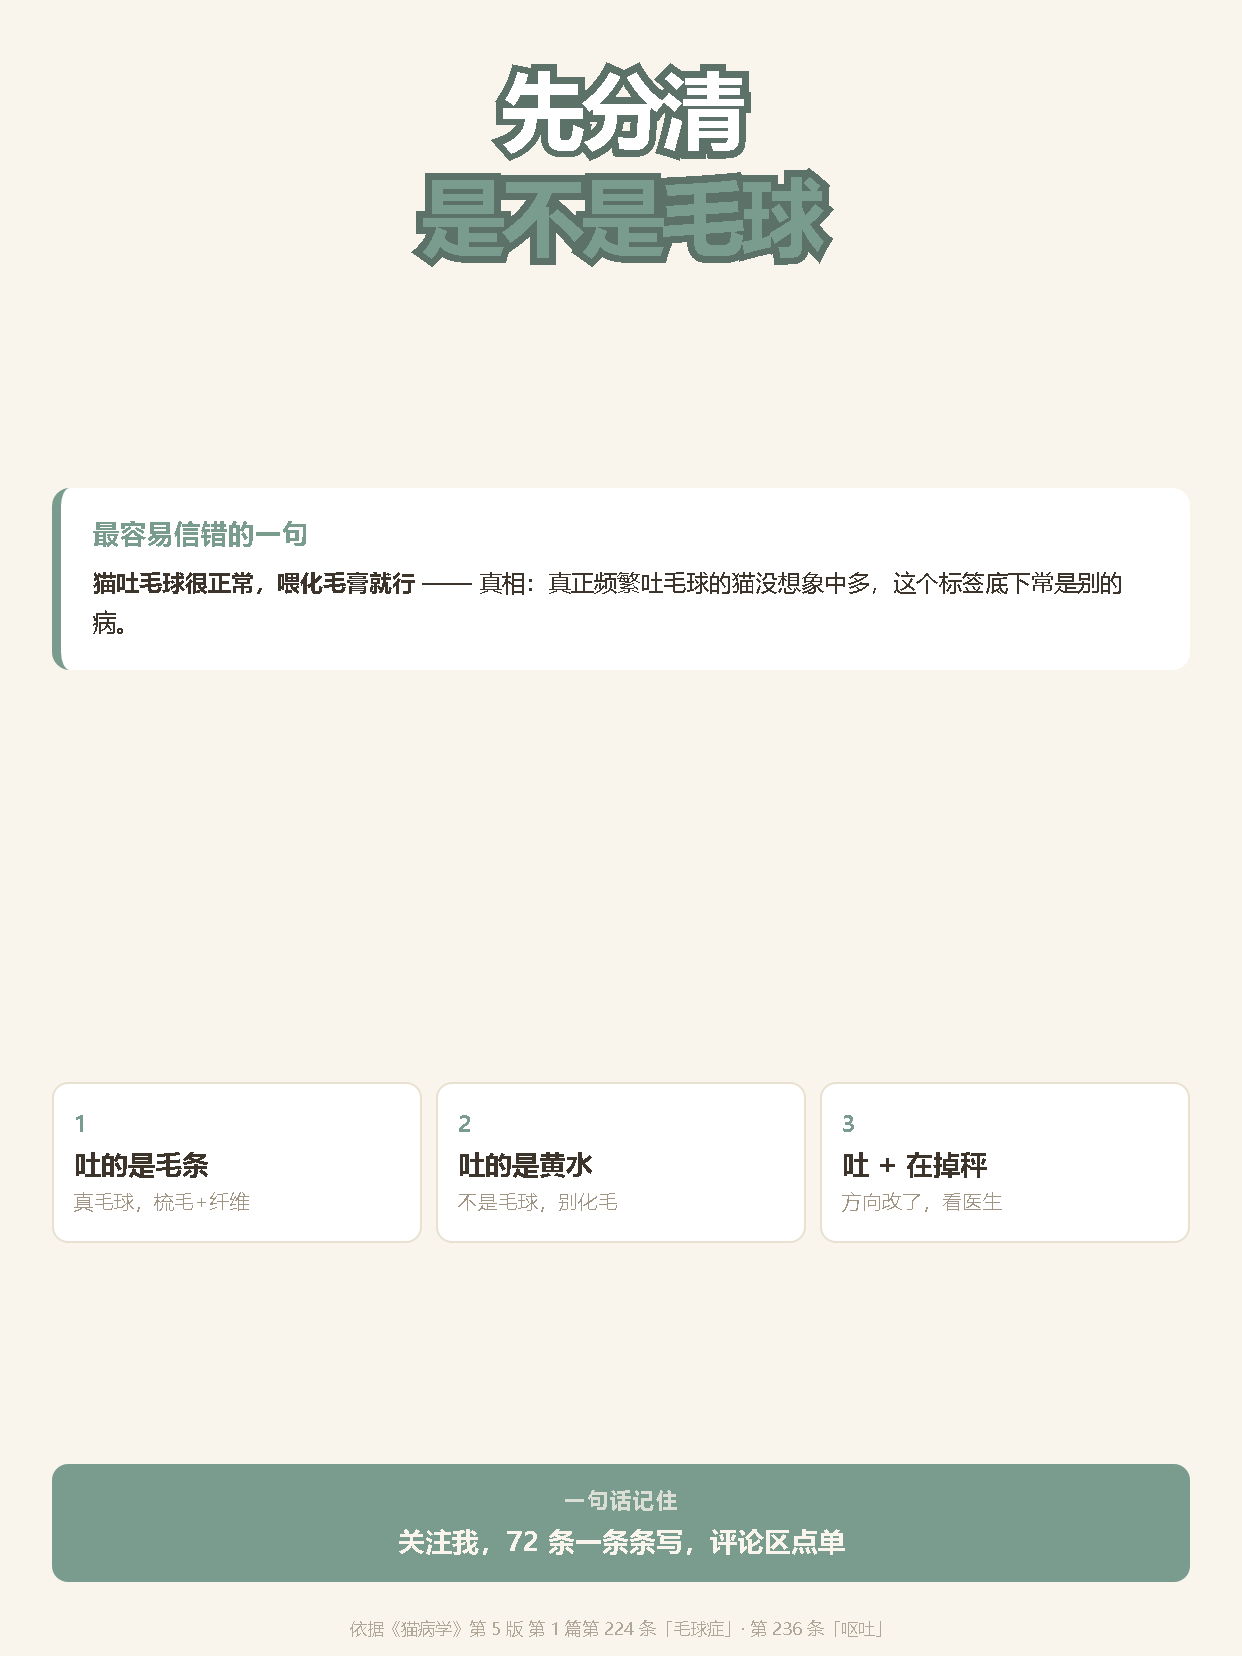 先分清
是不是毛球
最容易信错的一句
猫吐毛球很正常，喂化毛膏就行 —— 真相：真正频繁吐毛球的猫没想象中多，这个标签底下常是别的
病。
1
吐的是毛条
真毛球，梳毛+纤维
2
吐的是黄水
不是毛球，别化毛
3
吐 + 在掉秤
方向改了，看医生
一句话记住
关注我，72 条一条条写，评论区点单
依据《猫病学》第 5 版 第 1 篇第 224 条「毛球症」· 第 236 条「呕吐」